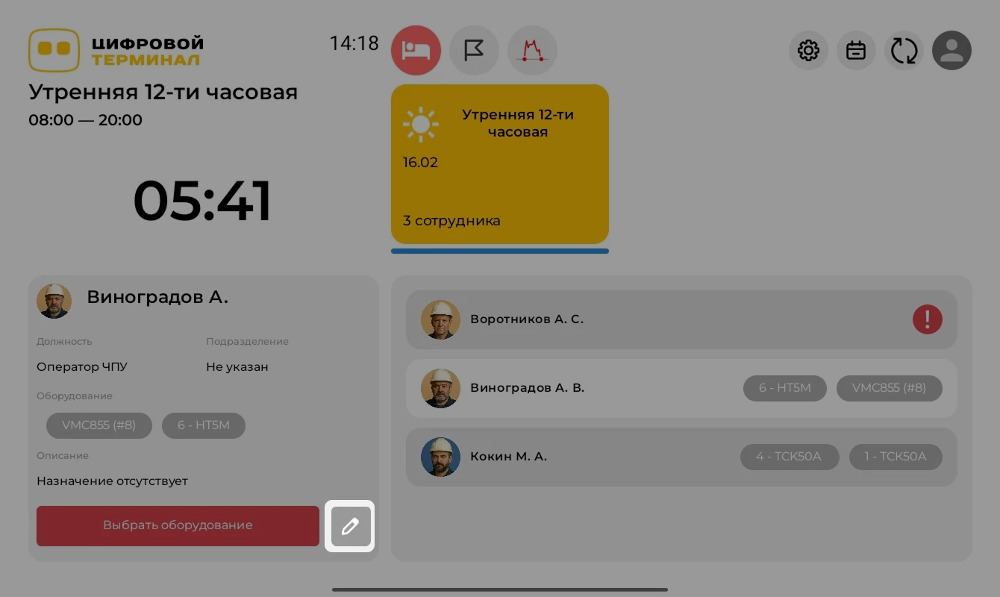 ЦИФРОВОЙ
ТЕРМИНАЛ
14:18
Утренняя 12-ти часовая
08:00 — 20:00
05:41
Утренняя 12-ти
часовая
16.02
3 сотрудника
Виноградов А.
Должность
Подразделение
Оператор ЧПУ
Не указан
Оборудование
VMC855 (#8)
6 - HT5M
Описание
Назначение отсутствует
Выбрать оборудование
Воротников А. С.
Виноградов А. В.
6 - HT5M
VMC855 (#8)
Кокин М. А.
4 - TCK50A
1 - TCK50A